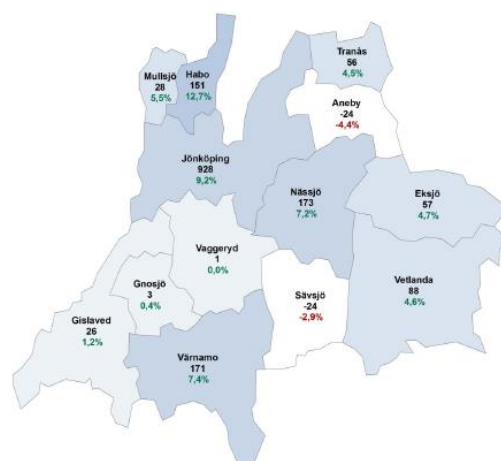 Tranås
56
4,5%
Mullsjö
28
5,5%
Habo
151
12,7%
Aneby
-24
-4,4%
Jönköping
928
9,2%
Nässjö
173
7,2%
Eksjö
57
4,7%
Vaggeryd
1
0,0%
Gnosjö
3
0,4%
Sävsjö
-24
-2,9%
Vetlanda
88
4,6%
Gislaved
26
1,2%
Värnamo
171
7,4%